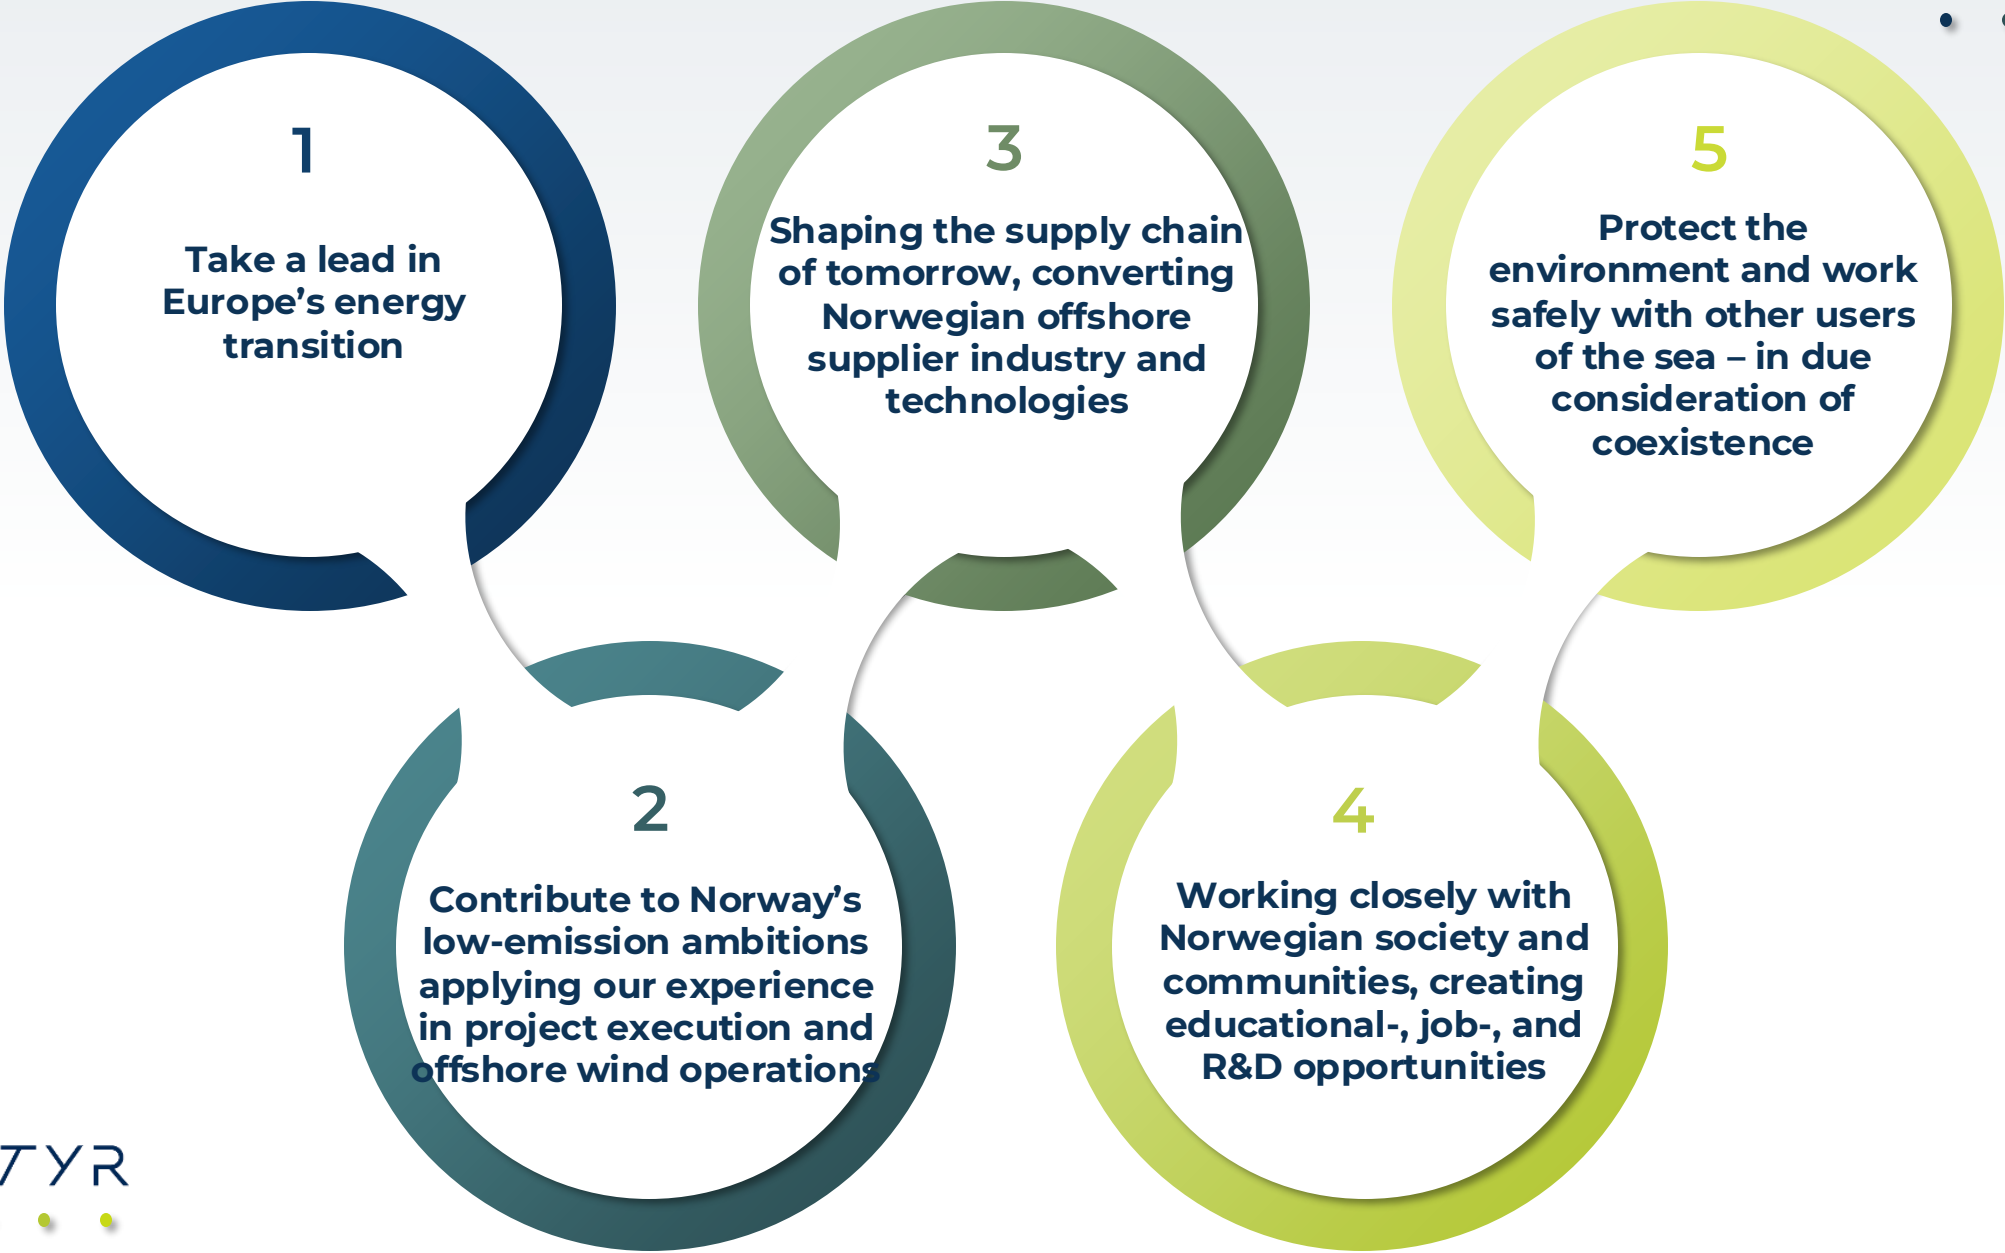 1
Take a lead in
Europe’s energy
transition
2
Contribute to Norway’s
low-emission ambitions
applying our experience
in project execution and
offshore wind operations
3
Shaping the supply chain
of tomorrow, converting
Norwegian offshore
supplier industry and
technologies
4
Working closely with
Norwegian society and
communities, creating
educational-, job-, and
R&D opportunities
5
Protect the
environment and work
safely with other users
of the sea – in due
consideration of
coexistence
TYR